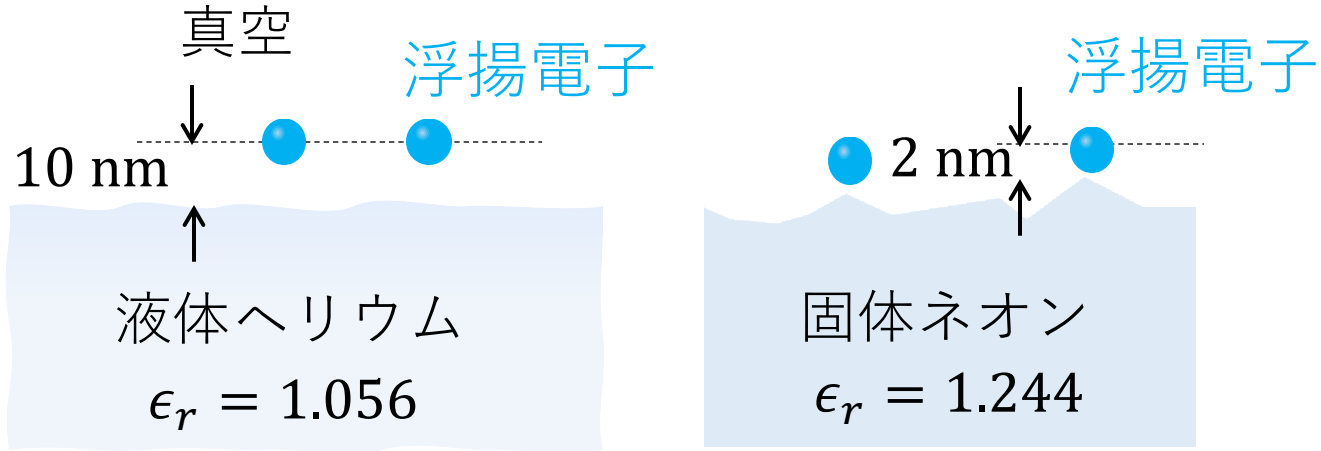 真空
浮揚電子
10 nm
液体ヘリウム
ϵr = 1.056
浮揚電子
2 nm
固体ネオン
ϵr = 1.244